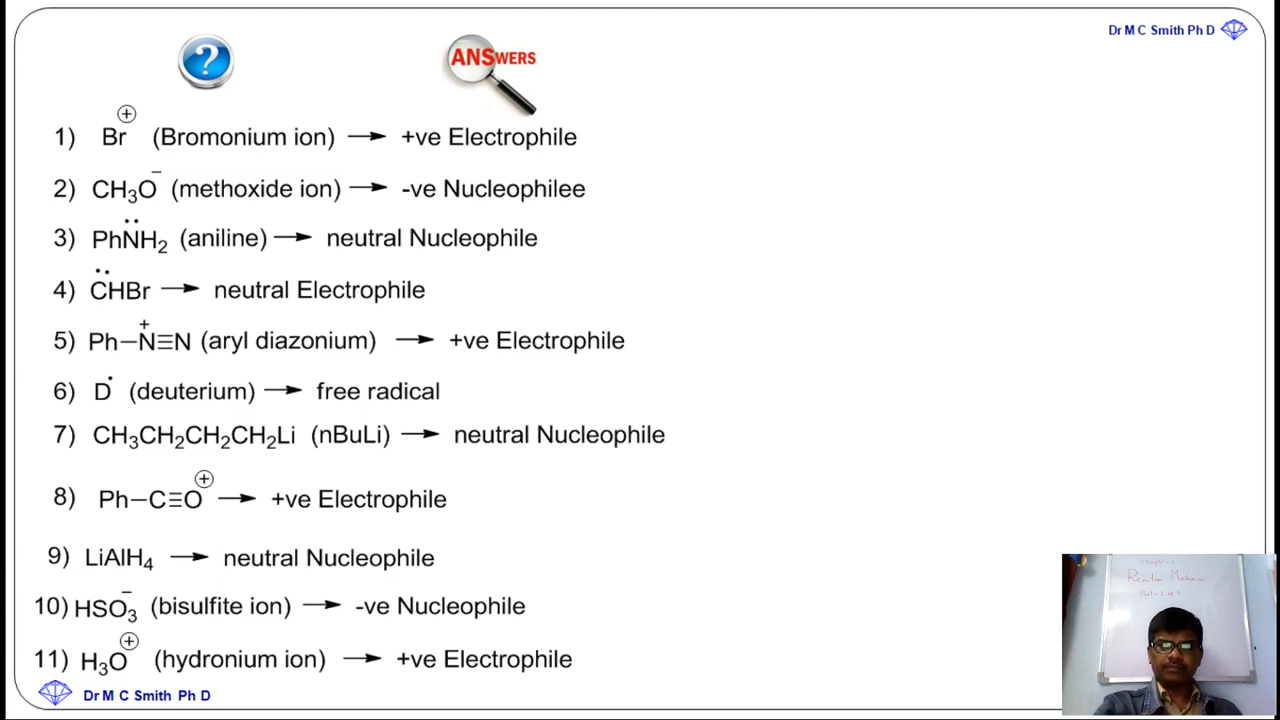 Dr M C Smith Ph D
?
ANSWERS
1) Br⊕ (Bromonium ion) → +ve Electrophile
2) CH₃O⁻ (methoxide ion) → -ve Nucleophilee
3) PhN̈H₂ (aniline) → neutral Nucleophile
4) C̈HBr → neutral Electrophile
5) Ph–N⁺≡N (aryl diazonium) → +ve Electrophile
6) D˙ (deuterium) → free radical
7) CH₃CH₂CH₂CH₂Li (nBuLi) → neutral Nucleophile
8) Ph–C≡O⊕ → +ve Electrophile
9) LiAlH₄ → neutral Nucleophile
10) HSO₃⁻ (bisulfite ion) → -ve Nucleophile
11) H₃O⊕ (hydronium ion) → +ve Electrophile
Dr M C Smith Ph D